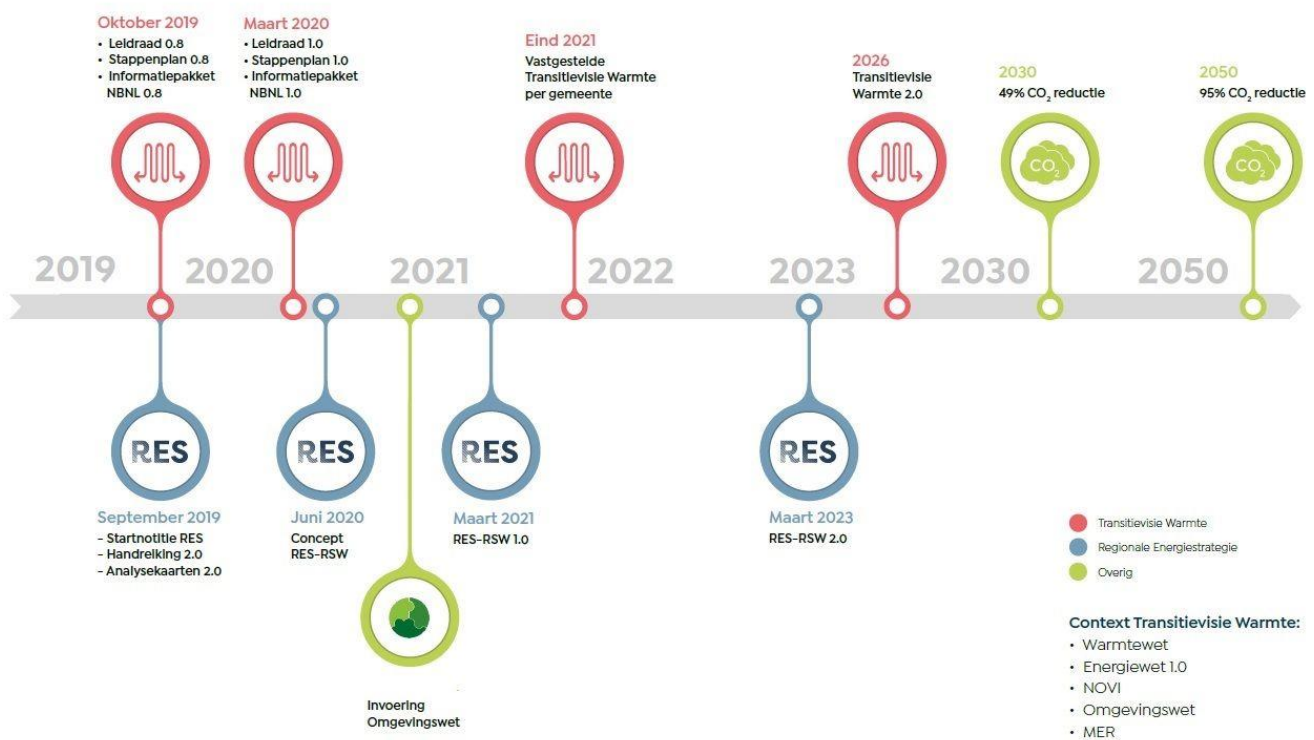 Oktober 2019
• Leidraad 0.8
• Stappenplan 0.8
• Informatiepakket
NBNL 0.8
Maart 2020
• Leidraad 1.0
• Stappenplan 1.0
• Informatiepakket
NBNL 1.0
Eind 2021
Vastgestelde
Transitievisie Warmte
per gemeente
2026
Transitievisie
Warmte 2.0
2030
49% CO₂ reductie
2050
95% CO₂ reductie
CO₂
CO₂
2019
2020
2021
2022
2023
2030
2050
RES
RES
RES
RES
September 2019
- Startnotitie RES
- Handreiking 2.0
- Analysekaarten 2.0
Juni 2020
Concept
RES-RSW
Maart 2021
RES-RSW 1.0
Maart 2023
RES-RSW 2.0
Invoering
Omgevingswet
Transitievisie Warmte
Regionale Energiestrategie
Overig
Context Transitievisie Warmte:
• Warmtewet
• Energiewet 1.0
• NOVI
• Omgevingswet
• MER